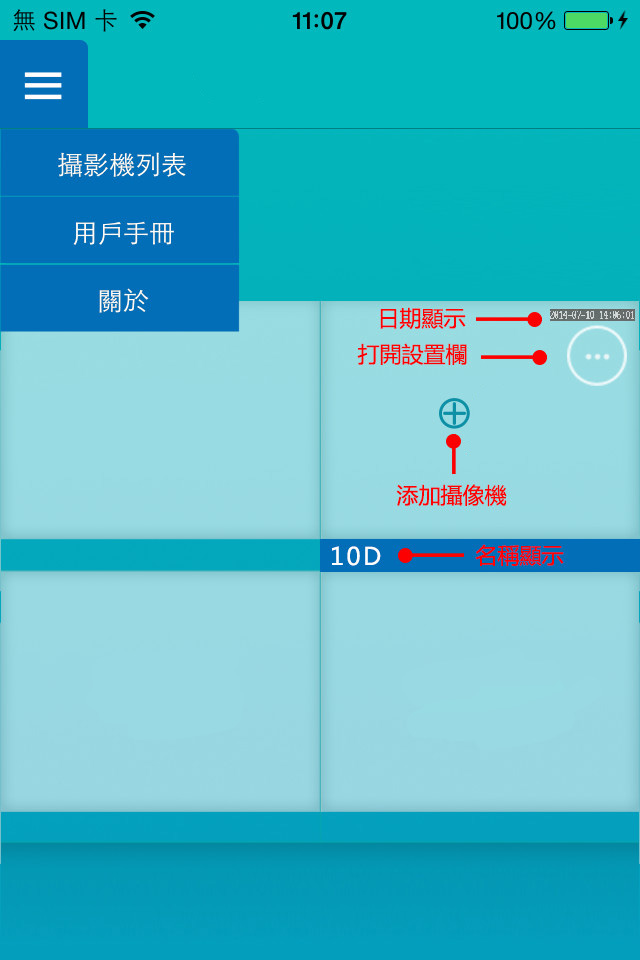 無 SIM 卡 11:07 100%
攝影機列表
用戶手冊
關於
日期顯示 2014-07-10 14:06:01
打開設置欄
添加攝像機
10D 名稱顯示